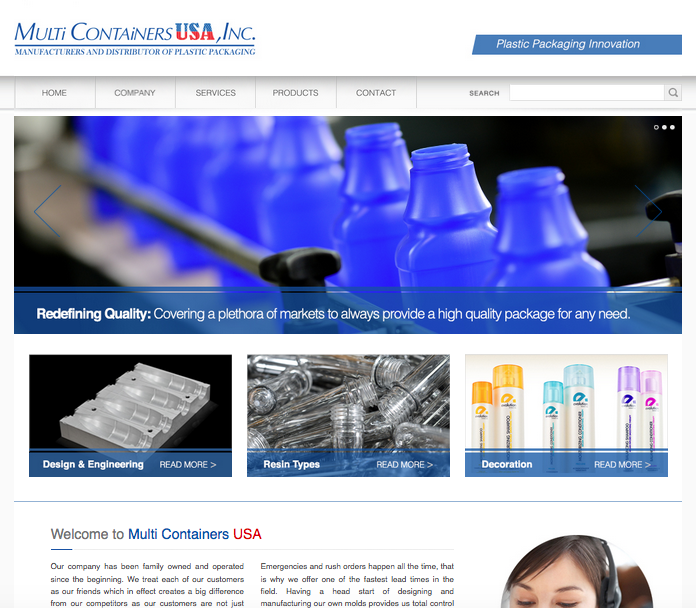 MULTI CONTAINERS USA, INC.
MANUFACTURERS AND DISTRIBUTOR OF PLASTIC PACKAGING
Plastic Packaging Innovation
HOME
COMPANY
SERVICES
PRODUCTS
CONTACT
SEARCH
Redefining Quality: Covering a plethora of markets to always provide a high quality package for any need.
Design & Engineering READ MORE >
Resin Types READ MORE >
Decoration READ MORE >
Welcome to Multi Containers USA
Our company has been family owned and operated
since the beginning. We treat each of our customers
as our friends which in effect creates a big difference
from our competitors as our customers are not just
Emergencies and rush orders happen all the time, that
is why we offer one of the fastest lead times in the
field. Having a head start of designing and
manufacturing our own molds provides us total control